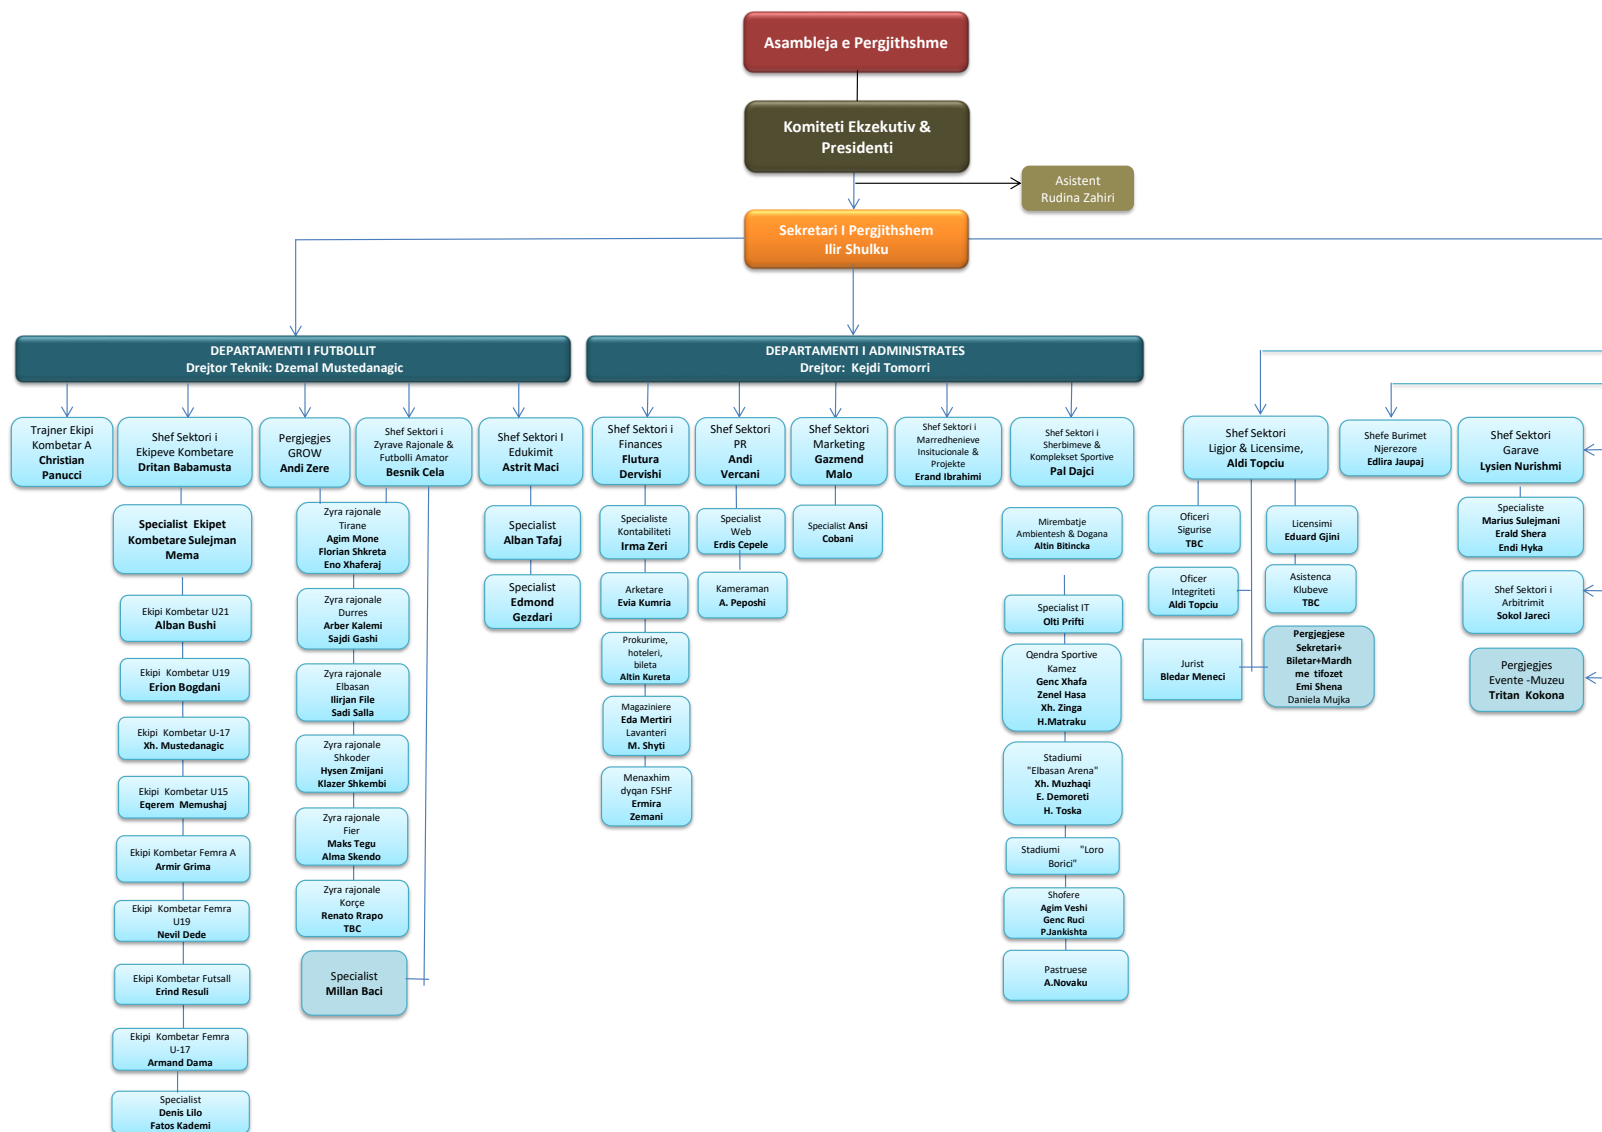 Asambleja e Pergjithshme
Komiteti Ekzekutiv &
Presidenti
Asistent
Rudina Zahiri
Sekretari I Pergjithshem
Ilir Shulku
DEPARTAMENTI I FUTBOLLIT
Drejtor Teknik: Dzemal Mustedanagic
DEPARTAMENTI I ADMINISTRATES
Drejtor:  Kejdi Tomorri
Trajner Ekipi
Kombetar A
Christian
Panucci
Shef Sektori i
Ekipeve Kombetare
Dritan Babamusta
Pergjegjes
GROW
Andi Zere
Shef Sektori i
Zyrave Rajonale &
Futbolli Amator
Besnik Cela
Shef Sektori I
Edukimit
Astrit Maci
Shef Sektori i
Finances
Flutura
Dervishi
Shef Sektori
PR
Andi
Vercani
Shef Sektori
Marketing
Gazmend
Malo
Shef Sektori i
Marredhenieve
Insitucionale &
Projekte
Erand Ibrahimi
Shef Sektori i
Sherbimeve &
Komplekset Sportive
Pal Dajci
Shef Sektori
Ligjor & Licensime,
Aldi Topciu
Shefe Burimet
Njerezore
Edlira Jaupaj
Shef Sektori
Garave
Lysien Nurishmi
Specialist  Ekipet
Kombetare Sulejman
Mema
Ekipi Kombetar U21
Alban Bushi
Ekipi  Kombetar U19
Erion Bogdani
Ekipi  Kombetar U-17
Xh. Mustedanagic
Ekipi  Kombetar U15
Eqerem  Memushaj
Ekipi  Kombetar Femra A
Armir Grima
Ekipi  Kombetar Femra
U19
Nevil Dede
Ekipi  Kombetar Futsall
Erind Resuli
Ekipi  Kombetar Femra
U-17
Armand Dama
Specialist
Denis Lilo
Fatos Kademi
Zyra rajonale
Tirane
Agim Mone
Florian Shkreta
Eno Xhaferaj
Zyra rajonale
Durres
Arber Kalemi
Sajdi Gashi
Zyra rajonale
Elbasan
Ilirjan File
Sadi Salla
Zyra rajonale
Shkoder
Hysen Zmijani
Klazer Shkembi
Zyra rajonale
Fier
Maks Tegu
Alma Skendo
Zyra rajonale
Korçe
Renato Rrapo
TBC
Specialist
Millan Baci
Specialist
Alban Tafaj
Specialist
Edmond
Gezdari
Specialiste
Kontabiliteti
Irma Zeri
Arketare
Evia Kumria
Prokurime,
hoteleri,
bileta
Altin Kureta
Magaziniere
Eda Mertiri
Lavanteri
M. Shyti
Menaxhim
dyqan FSHF
Ermira
Zemani
Specialist
Web
Erdis Cepele
Kameraman
A. Peposhi
Specialist Ansi
Cobani
Mirembatje
Ambientesh & Dogana
Altin Bitincka
Specialist IT
Olti Prifti
Qendra Sportive
Kamez
Genc Xhafa
Zenel Hasa
Xh. Zinga
H.Matraku
Stadiumi
"Elbasan Arena"
Xh. Muzhaqi
E. Demoreti
H. Toska
Stadiumi      "Loro
Borici"
Shofere
Agim Veshi
Genc Ruci
P.Jankishta
Pastruese
A.Novaku
Oficeri
Sigurise
TBC
Oficer
Integriteti
Aldi Topciu
Jurist
Bledar Meneci
Licensimi
Eduard Gjini
Asistenca
Klubeve
TBC
Pergjegjese
Sekretari+
Biletar+Mardh
me  tifozet
Emi Shena
Daniela Mujka
Specialiste
Marius Sulejmani
Erald Shera
Endi Hyka
Shef Sektori i
Arbitrimit
Sokol Jareci
Pergjegjes
Evente -Muzeu
Tritan  Kokona